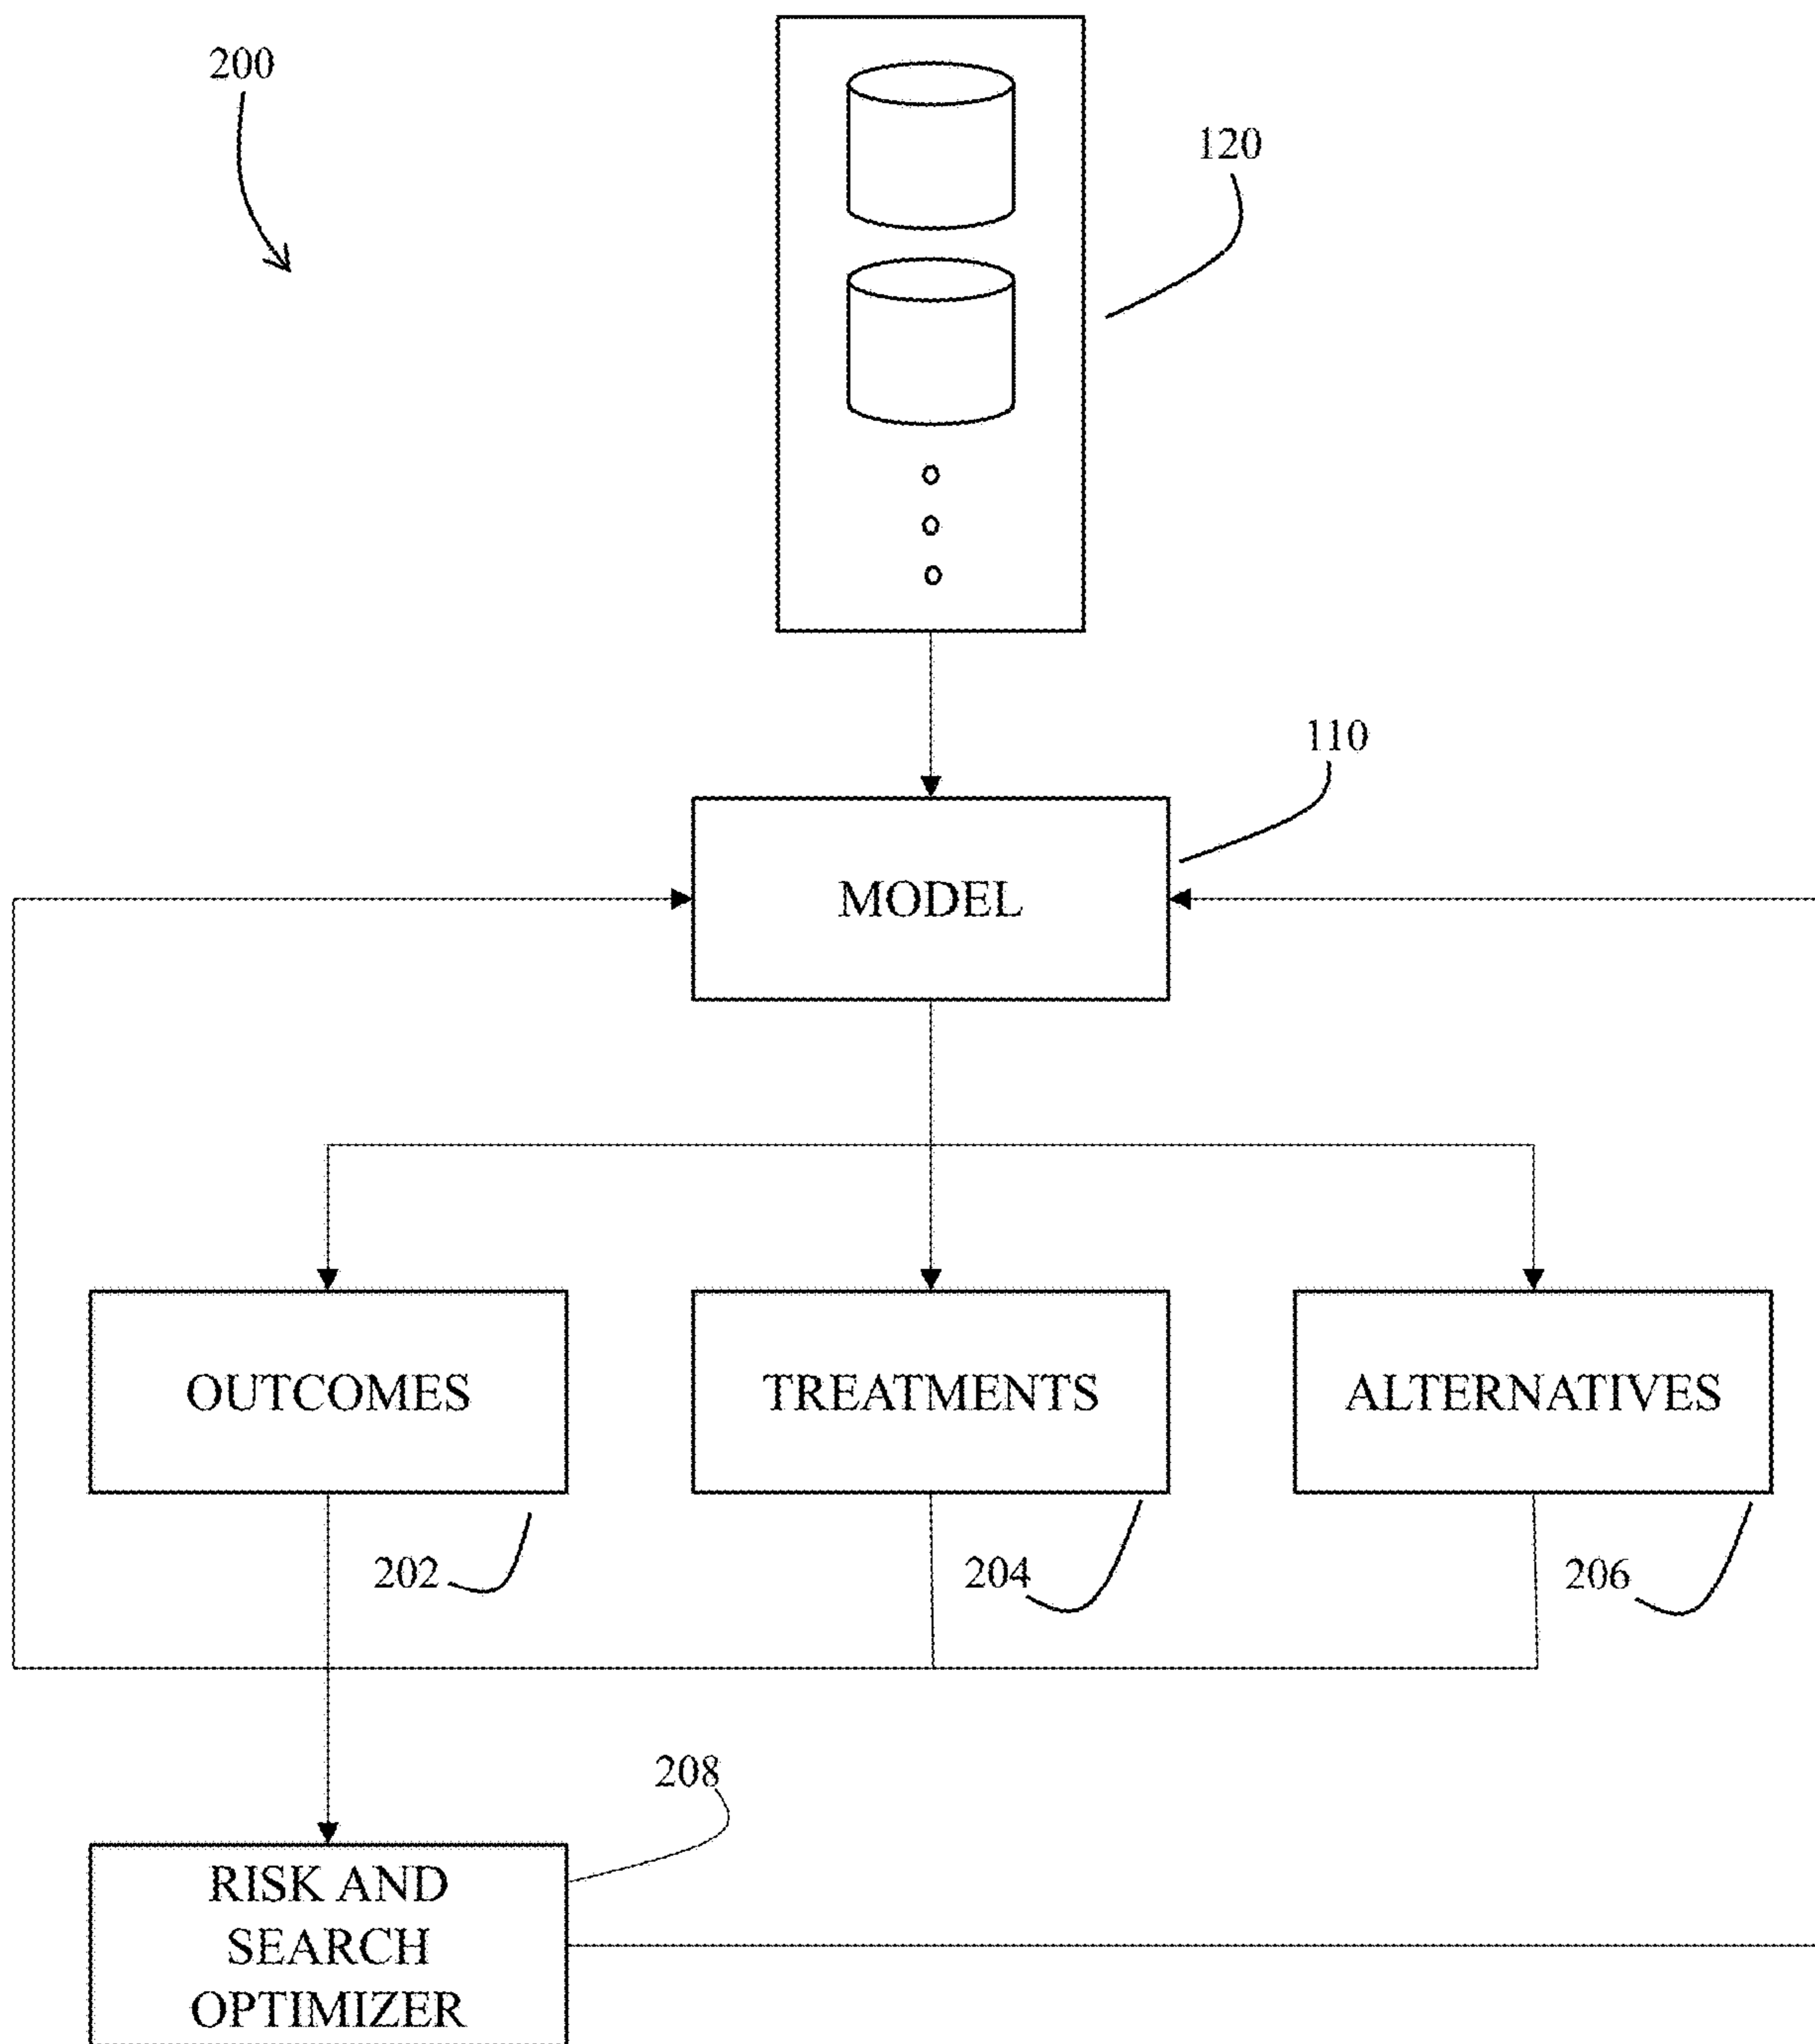 200
120
110
MODEL
OUTCOMES
TREATMENTS
ALTERNATIVES
202
204
206
208
RISK AND
SEARCH
OPTIMIZER